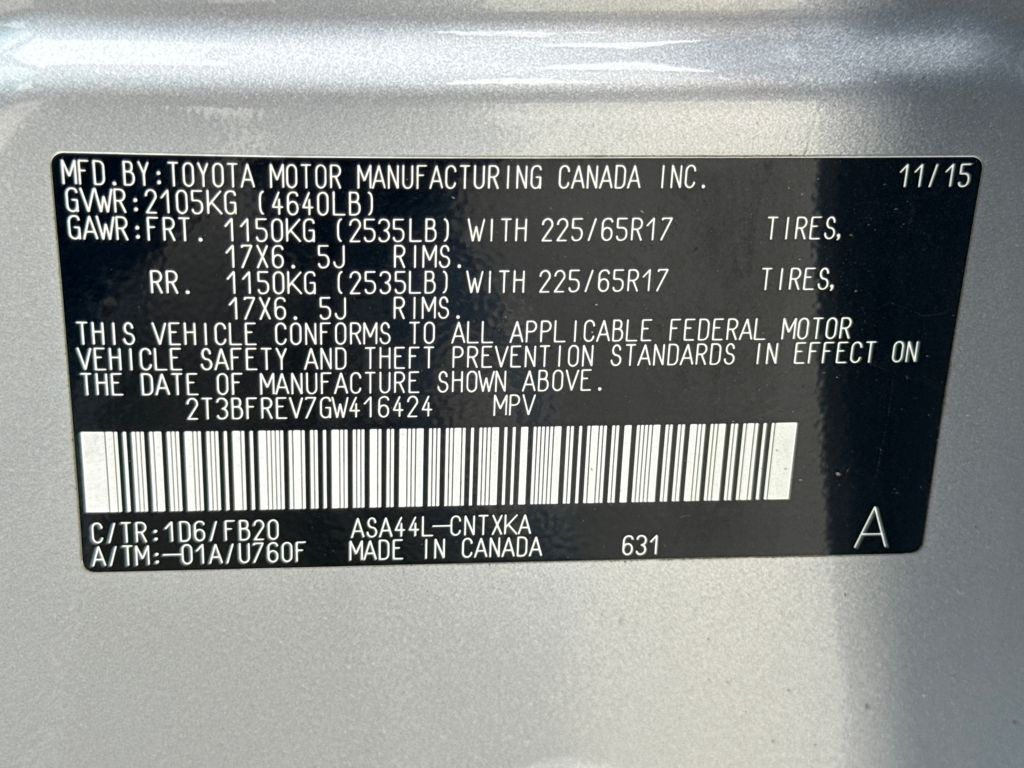 MFD.BY:TOYOTA MOTOR MANUFACTURING CANADA INC. 11/15
GVWR:2105KG (4640LB)
GAWR:FRT. 1150KG (2535LB) WITH 225/65R17 TIRES,
17X6. 5J RIMS.
RR. 1150KG (2535LB) WITH 225/65R17 TIRES,
17X6. 5J RIMS.
THIS VEHICLE CONFORMS TO ALL APPLICABLE FEDERAL MOTOR
VEHICLE SAFETY AND THEFT PREVENTION STANDARDS IN EFFECT ON
THE DATE OF MANUFACTURE SHOWN ABOVE.
2T3BFREV7GW416424 MPV
C/TR:1D6/FB20 ASA44L-CNTXKA
A/TM:-01A/U760F MADE IN CANADA 631 A